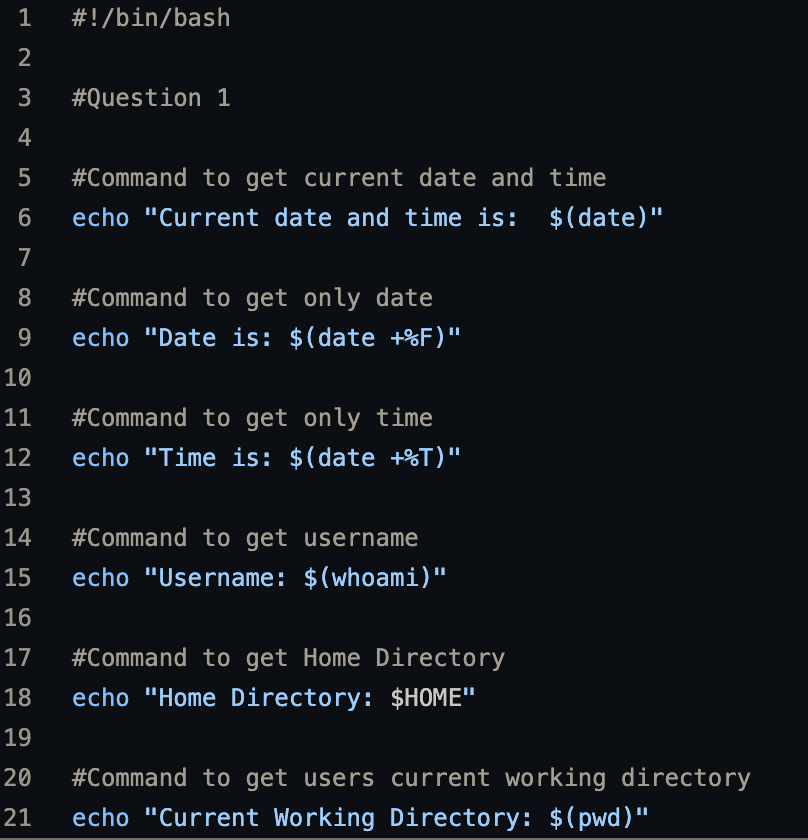 1 #!/bin/bash
2
3 #Question 1
4
5 #Command to get current date and time
6 echo "Current date and time is:  $(date)"
7
8 #Command to get only date
9 echo "Date is: $(date +%F)"
10
11 #Command to get only time
12 echo "Time is: $(date +%T)"
13
14 #Command to get username
15 echo "Username: $(whoami)"
16
17 #Command to get Home Directory
18 echo "Home Directory: $HOME"
19
20 #Command to get users current working directory
21 echo "Current Working Directory: $(pwd)"